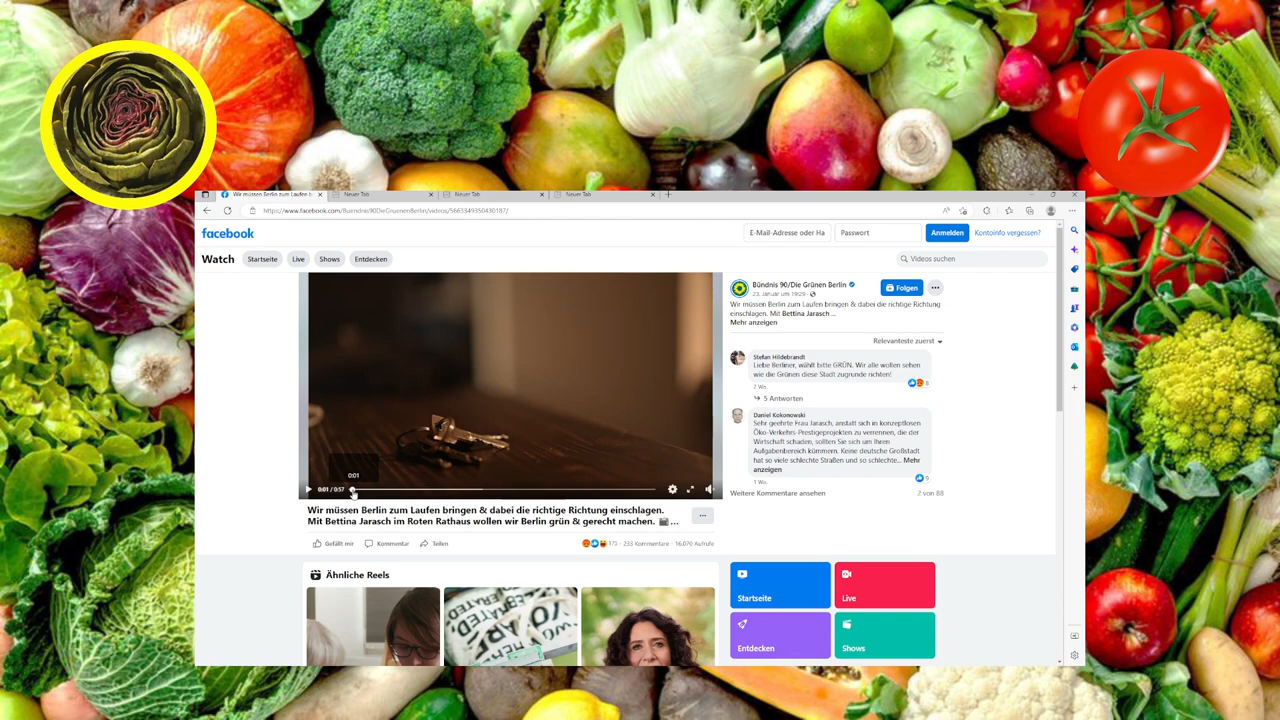 Wir müssen Berlin zum Laufen b
Neuer Tab
Neuer Tab
Neuer Tab
https://www.facebook.com/Buendnis90DieGruenenBerlin/videos/5663349350430187/
facebook
E-Mail-Adresse oder Ha
Passwort
Anmelden
Kontoinfo vergessen?
Watch
Startseite
Live
Shows
Entdecken
Videos suchen
Bündnis 90/Die Grünen Berlin
23. Januar um 19:29
Folgen
Wir müssen Berlin zum Laufen bringen & dabei die richtige Richtung
einschlagen. Mit Bettina Jarasch ...
Mehr anzeigen
Relevanteste zuerst
Stefan Hildebrandt
Liebe Berliner, wählt bitte GRÜN. Wir alle wollen sehen
wie die Grünen diese Stadt zugrunde richten!
8
2 Wo.
5 Antworten
Daniel Kokonowski
Sehr geehrte Frau Jarasch, anstatt sich in konzeptlosen
Öko-Verkehrs-Prestigeprojekten zu verrennen, die der
Wirtschaft schaden, sollten Sie sich um Ihren
Aufgabenbereich kümmern. Keine deutsche Großstadt
hat so viele schlechte Straßen und so schlechte... Mehr
anzeigen
9
1 Wo.
Weitere Kommentare ansehen
2 von 88
0:01
0:01 / 0:57
Wir müssen Berlin zum Laufen bringen & dabei die richtige Richtung einschlagen.
Mit Bettina Jarasch im Roten Rathaus wollen wir Berlin grün & gerecht machen. ...
Gefällt mir
Kommentar
Teilen
233 Kommentare · 16.070 Aufrufe
Ähnliche Reels
Startseite
Live
Entdecken
Shows